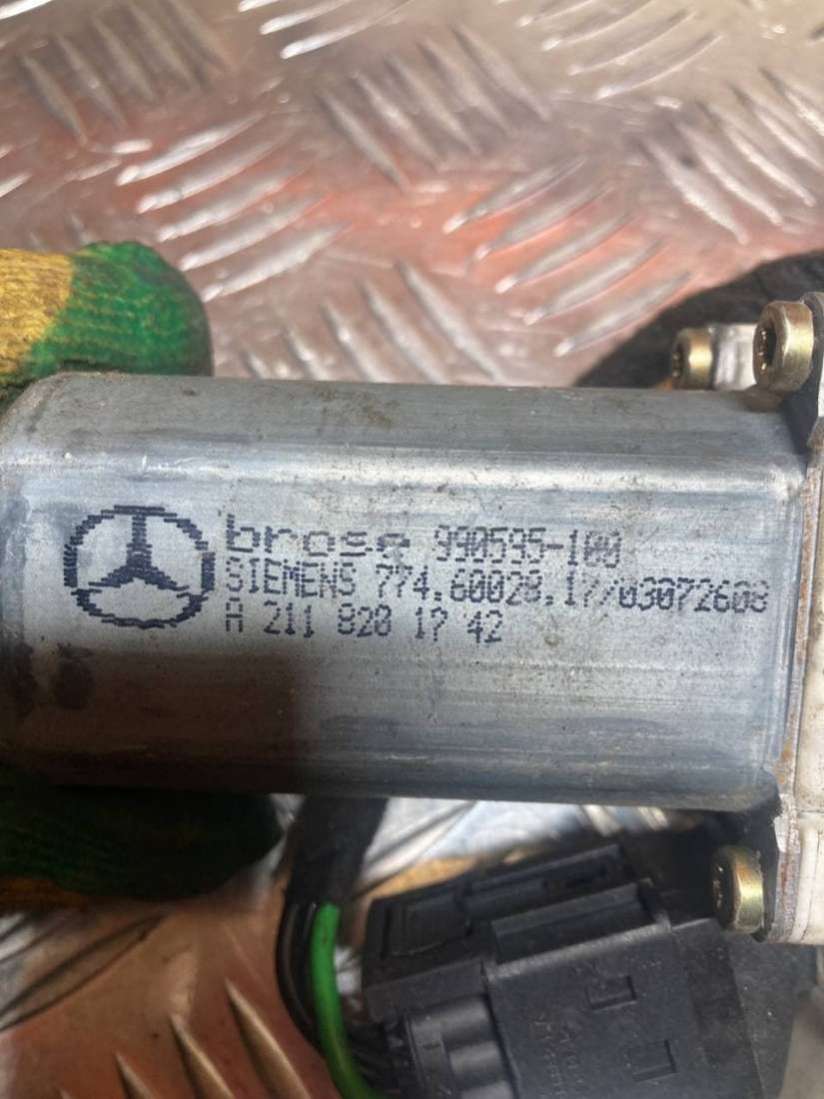 brose 990595-100
SIEMENS 774.60028.17/03072608
A 211 820 17 42